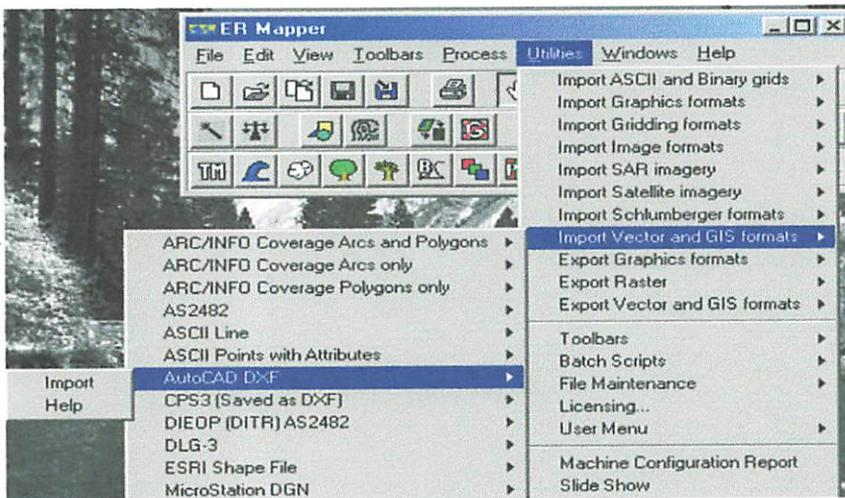 ER Mapper
File Edit View Toolbars Process Utilities Windows Help
Import ASCII and Binary grids
Import Graphics formats
Import Gridding formats
Import Image formats
Import SAR imagery
Import Satellite imagery
Import Schlumberger formats
Import Vector and GIS formats
Export Graphics formats
Export Raster
Export Vector and GIS formats
Toolbars
Batch Scripts
File Maintenance
Licensing...
User Menu
Machine Configuration Report
Slide Show
TM
ARC/INFO Coverage Arcs and Polygons
ARC/INFO Coverage Arcs only
ARC/INFO Coverage Polygons only
AS2482
ASCII Line
ASCII Points with Attributes
AutoCAD DXF
CPS3 (Saved as DXF)
DIEOP (DITR) AS2482
DLG-3
ESRI Shape File
MicroStation DGN
Import
Help